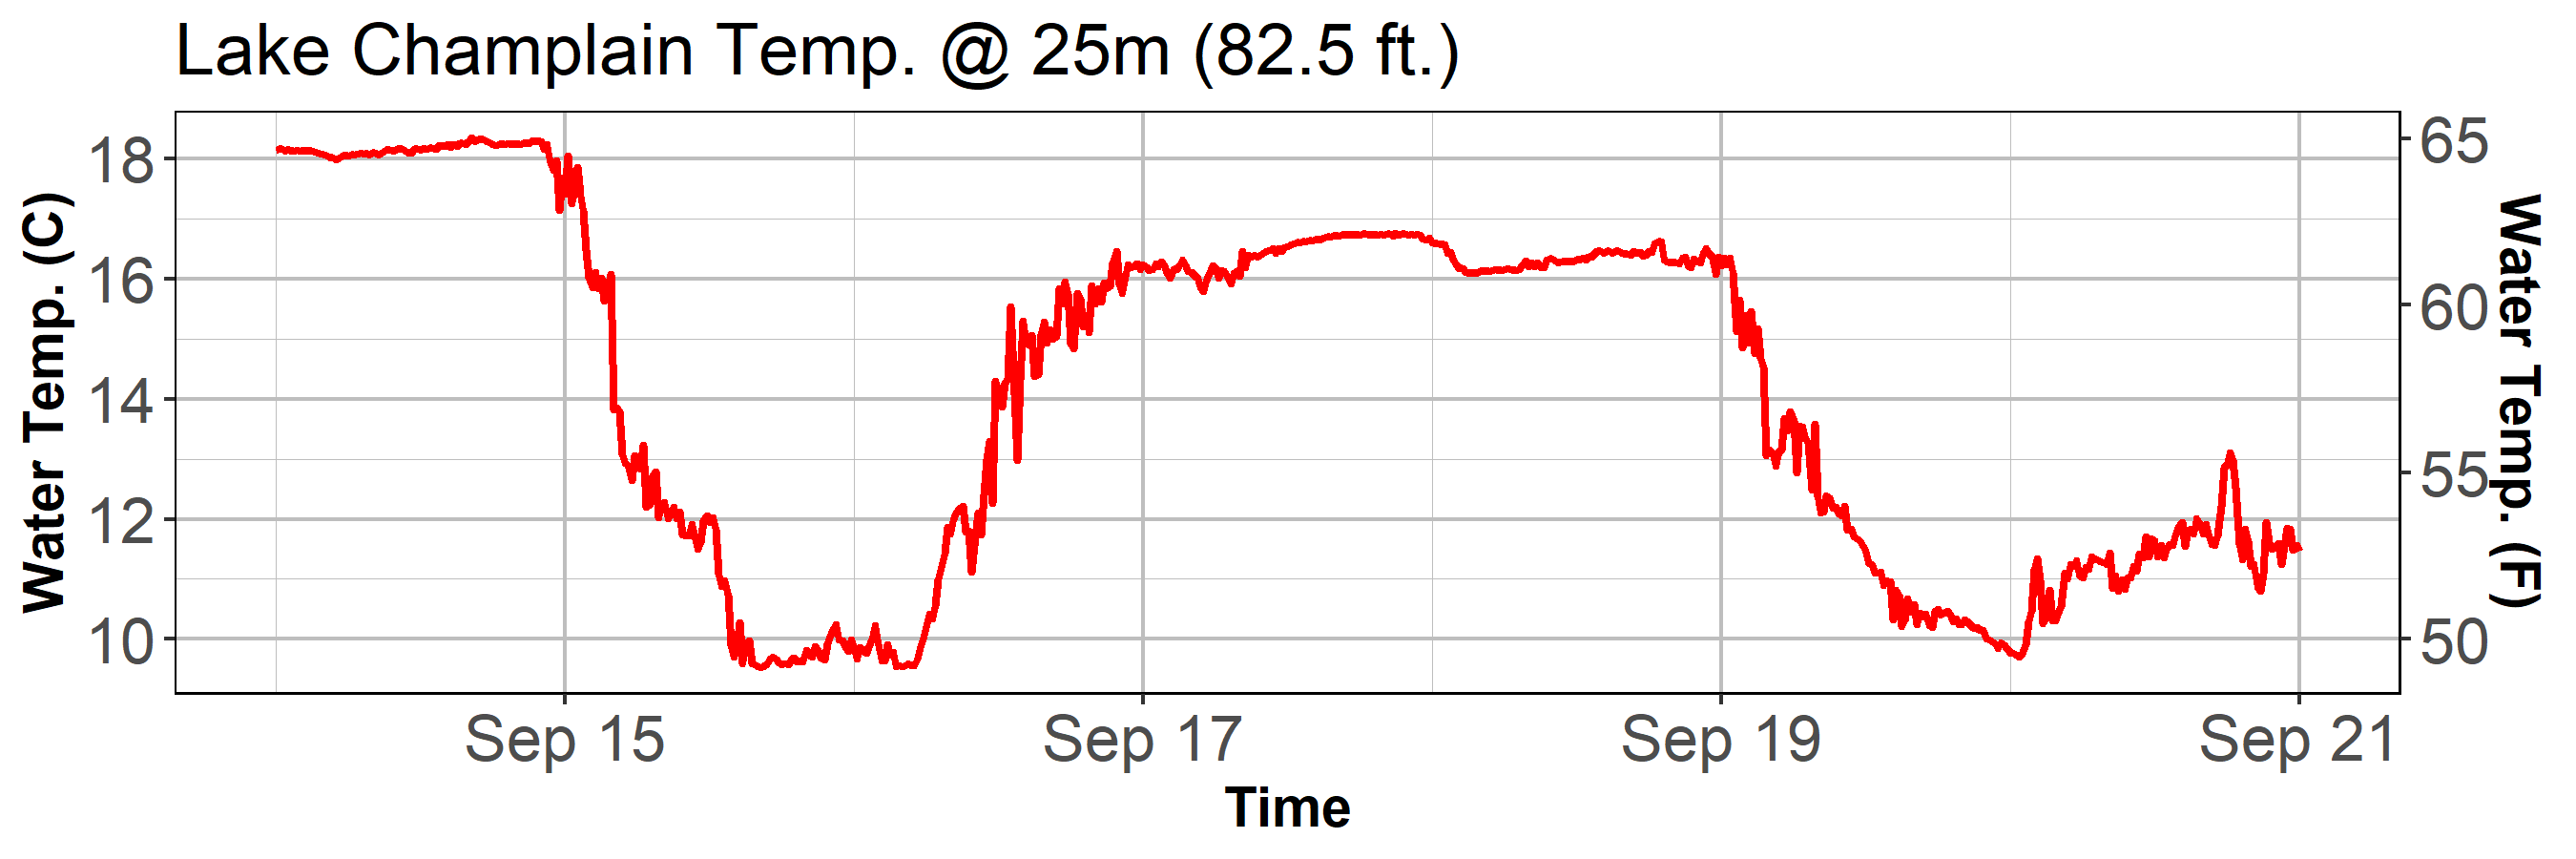 Lake Champlain Temp. @ 25m (82.5 ft.)
Water Temp. (C)
18
16
14
12
10
65
60
55
50
Water Temp. (F)
Sep 15 Sep 17 Sep 19 Sep 21
Time